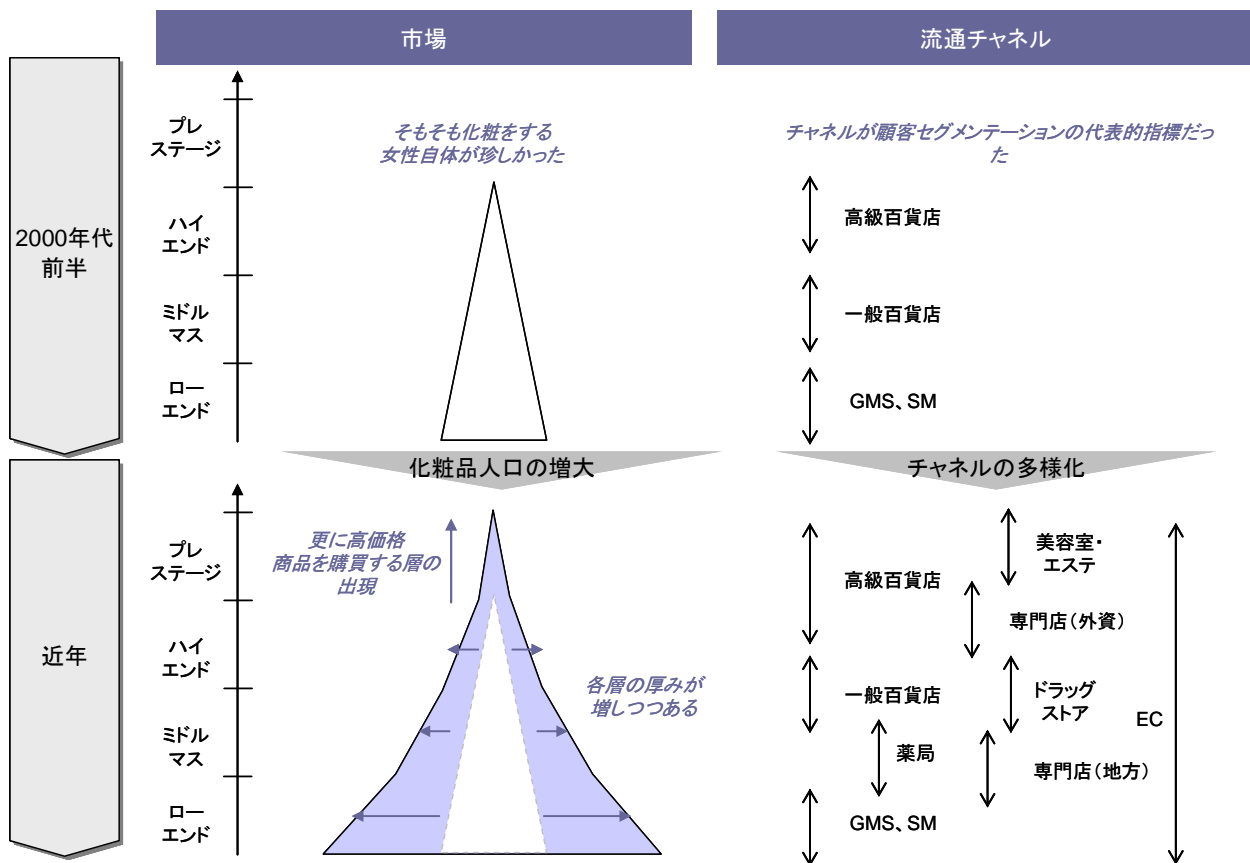 市場
流通チャネル
2000年代
前半
プレ
ステージ
ハイ
エンド
ミドル
マス
ロー
エンド
そもそも化粧をする
女性自体が珍しかった
チャネルが顧客セグメンテーションの代表的指標だっ
た
高級百貨店
一般百貨店
GMS、SM
化粧品人口の増大
チャネルの多様化
近年
プレ
ステージ
ハイ
エンド
ミドル
マス
ロー
エンド
更に高価格
商品を購買する層の
出現
各層の厚みが
増しつつある
高級百貨店
一般百貨店
薬局
GMS、SM
美容室・
エステ
専門店(外資)
ドラッグ
ストア
専門店(地方)
EC